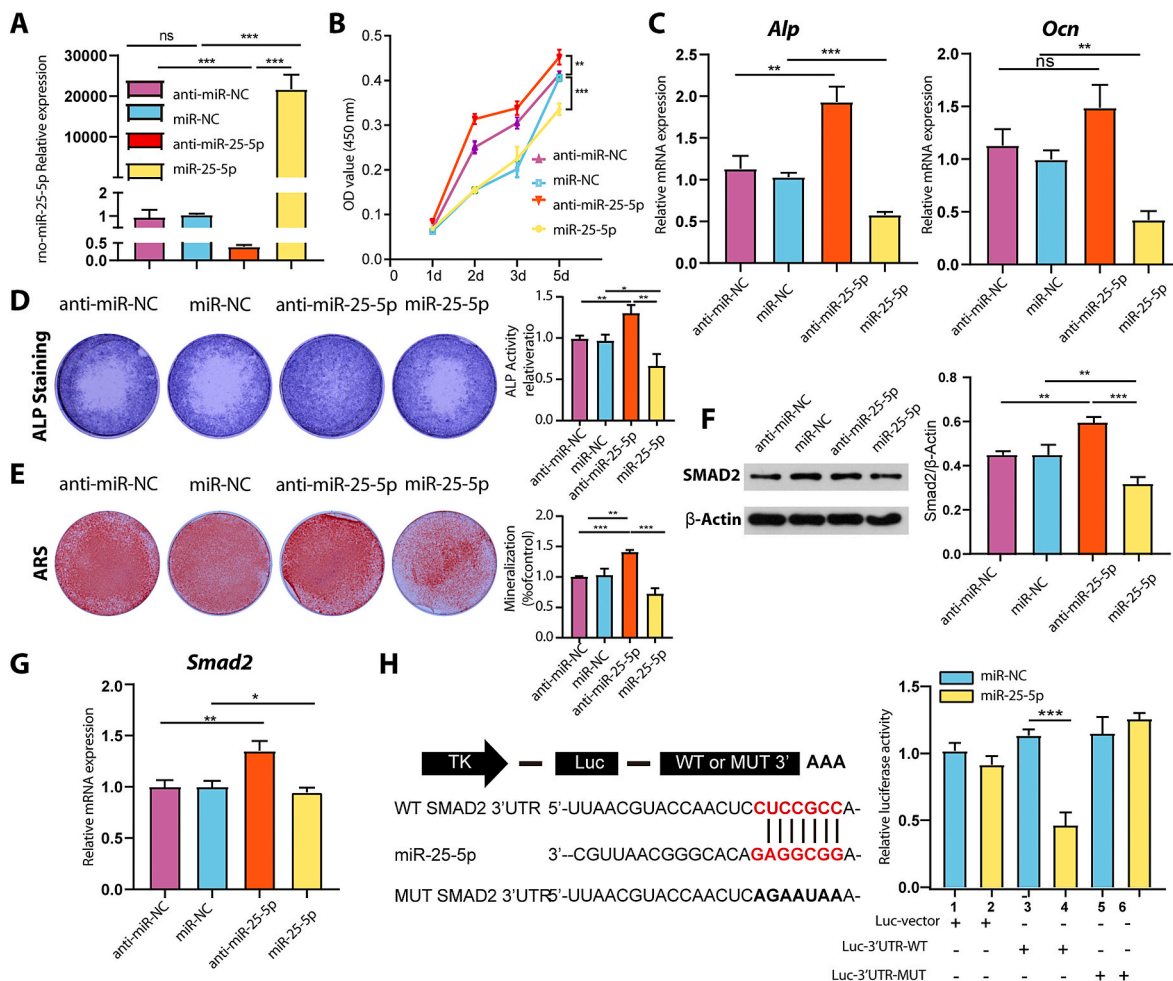 A
ns
***
***
***
rno-miR-25-5p Relative expression
30000
20000
10000
2
1
0
0.5
0.0
anti-miR-NC
miR-NC
anti-miR-25-5p
miR-25-5p
B
OD value (450 nm)
0.5
0.4
0.3
0.2
0.1
0.0
0
1d
2d
3d
5d
**
***
anti-miR-NC
miR-NC
anti-miR-25-5p
miR-25-5p
C
Alp
Relative mRNA expression
2.5
2.0
1.5
1.0
0.5
0.0
**
***
anti-miR-NC
miR-NC
anti-miR-25-5p
miR-25-5p
Ocn
Relative mRNA expression
2.0
1.5
1.0
0.5
0.0
**
ns
anti-miR-NC
miR-NC
anti-miR-25-5p
miR-25-5p
D
anti-miR-NC
miR-NC
anti-miR-25-5p
miR-25-5p
ALP Staining
ALP Activity
relativeratio
1.5
1.0
0.5
0.0
*
**
**
anti-miR-NC
miR-NC
anti-miR-25-5p
miR-25-5p
E
anti-miR-NC
miR-NC
anti-miR-25-5p
miR-25-5p
ARS
Mineralization
(%ofcontrol)
2.0
1.5
1.0
0.5
0.0
**
***
***
anti-miR-NC
miR-NC
anti-miR-25-5p
miR-25-5p
F
anti-miR-NC
miR-NC
anti-miR-25-5p
miR-25-5p
SMAD2
β-Actin
Smad2/β-Actin
0.8
0.6
0.4
0.2
0.0
**
**
***
anti-miR-NC
miR-NC
anti-miR-25-5p
miR-25-5p
G
Smad2
Relative mRNA expression
2.0
1.5
1.0
0.5
0.0
*
**
anti-miR-NC
miR-NC
anti-miR-25-5p
miR-25-5p
H
TK
Luc
WT or MUT 3'
AAA
WT SMAD2 3'UTR 5'-UUAACGUACCAACUCCUCCGCCA-
miR-25-5p 3'--CGUUAACGGGCACAGAGGCGGA-
MUT SMAD2 3'UTR5'-UUAACGUACCAACUCAGAAUAAA-
miR-NC
miR-25-5p
Relative luciferase activity
1.5
1.0
0.5
0.0
***
1 2 3 4 5 6
Luc-vector + + - - - -
Luc-3'UTR-WT - - + + - -
Luc-3'UTR-MUT - - - - + +